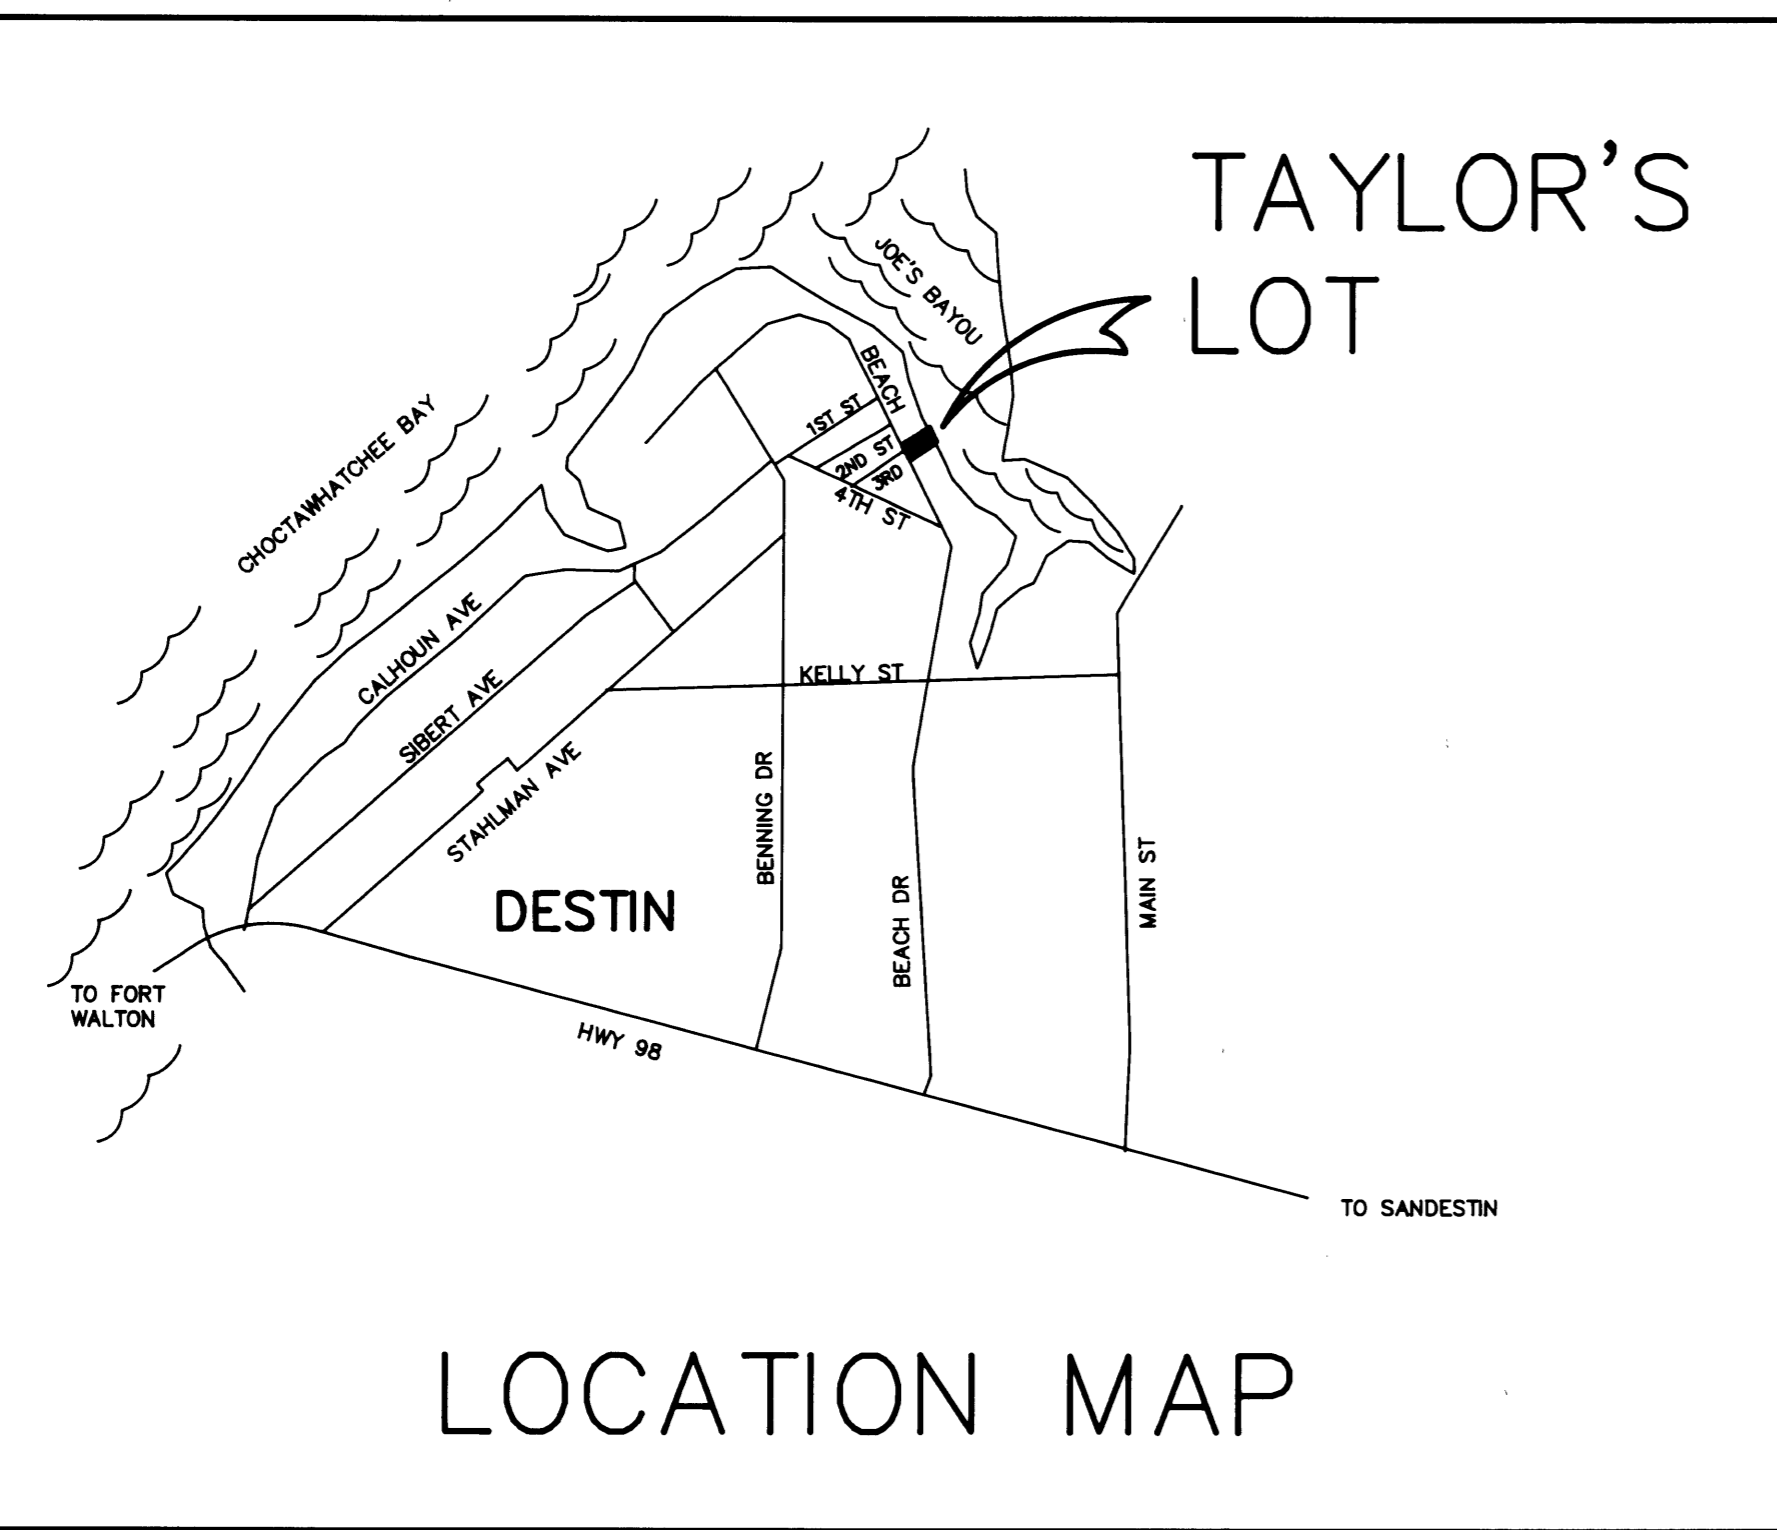 TAYLOR'S
LOT
JOE'S BAYOU
BEACH
1ST ST
2ND ST
3RD
4TH ST
CHOCTAWHATCHEE BAY
CALHOUN AVE
SIBERT AVE
STAHLMAN AVE
KELLY ST
BENNING DR
BEACH DR
MAIN ST
DESTIN
TO FORT
WALTON
HWY 98
TO SANDESTIN
LOCATION MAP